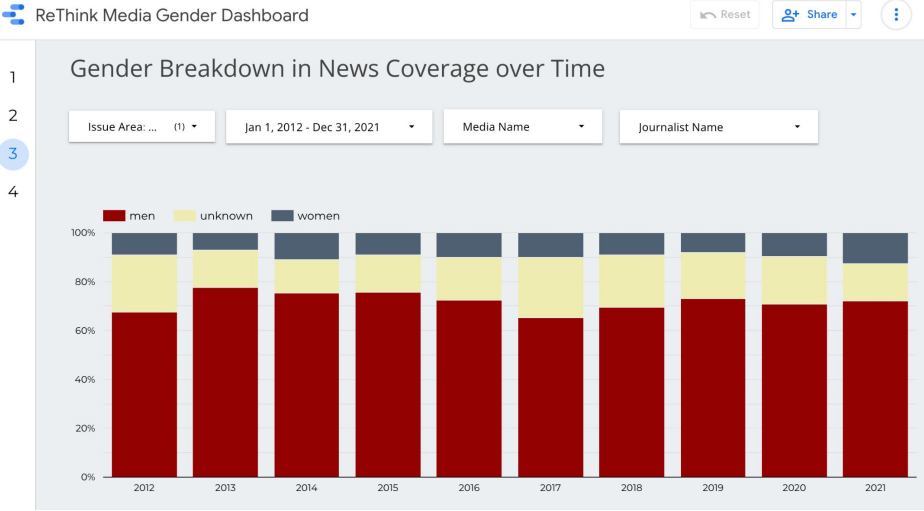 ReThink Media Gender Dashboard
Reset
Share
1
2
3
4
Gender Breakdown in News Coverage over Time
Issue Area: ... (1)
Jan 1, 2012 - Dec 31, 2021
Media Name
Journalist Name
men unknown women
100%
80%
60%
40%
20%
0%
2012 2013 2014 2015 2016 2017 2018 2019 2020 2021